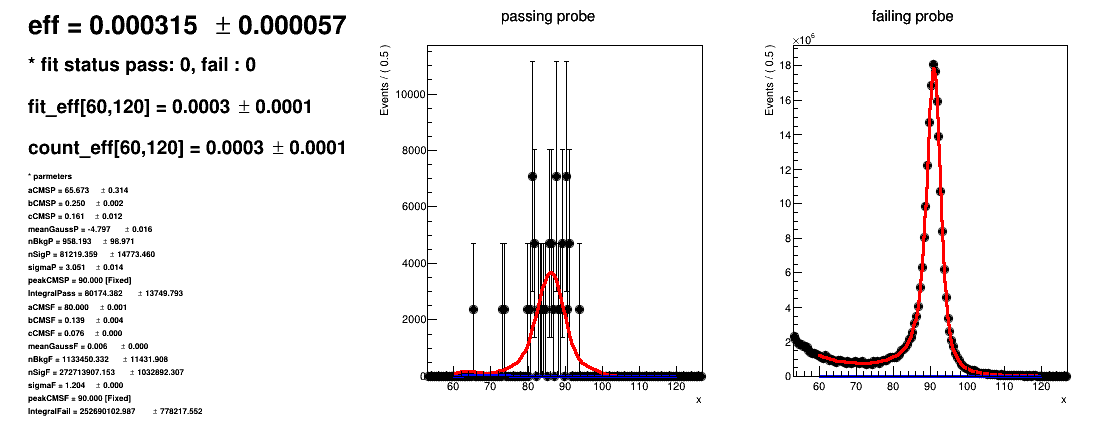 eff = 0.000315 ± 0.000057
* fit status pass: 0, fail : 0
fit_eff[60,120] = 0.0003 ± 0.0001
count_eff[60,120] = 0.0003 ± 0.0001
* parmeters
aCMSP = 65.673 ± 0.314
bCMSP = 0.250 ± 0.002
cCMSP = 0.161 ± 0.012
meanGaussP = -4.797 ± 0.016
nBkgP = 958.193 ± 98.971
nSigP = 81219.359 ± 14773.460
sigmaP = 3.051 ± 0.014
peakCMSP = 90.000 [Fixed]
IntegralPass = 80174.382 ± 13749.793
aCMSF = 80.000 ± 0.001
bCMSF = 0.139 ± 0.004
cCMSF = 0.076 ± 0.000
meanGaussF = 0.006 ± 0.000
nBkgF = 1133450.332 ± 11431.908
nSigF = 272713907.153 ± 1032892.307
sigmaF = 1.204 ± 0.000
peakCMSF = 90.000 [Fixed]
IntegralFail = 252690102.987 ± 778217.552
passing probe
Events / ( 0.5 )
10000
8000
6000
4000
2000
0
60 70 80 90 100 110 120
x
failing probe
×10⁶
Events / ( 0.5 )
18
16
14
12
10
8
6
4
2
0
60 70 80 90 100 110 120
x